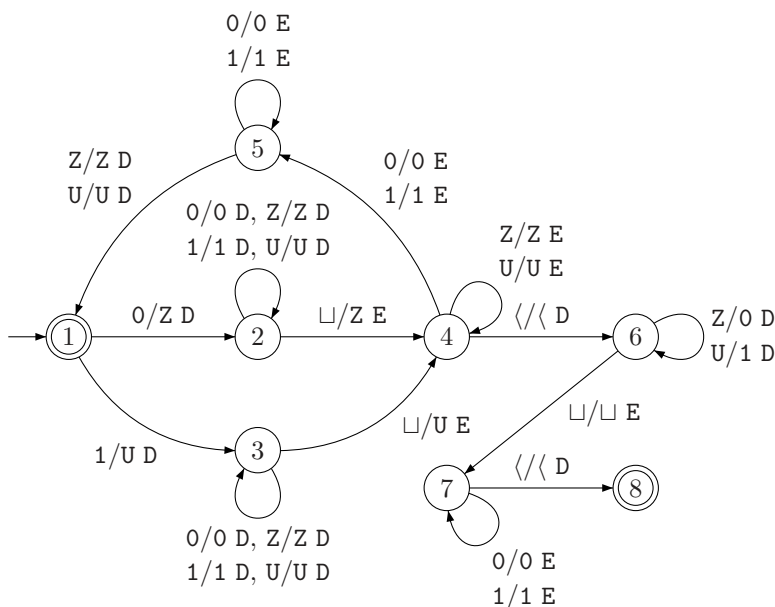 0/0 E
1/1 E
5
Z/Z D
U/U D
0/0 E
1/1 E
0/0 D, Z/Z D
1/1 D, U/U D
Z/Z E
U/U E
1
0/Z D
2
⊔/Z E
4
⟨/⟨ D
6
Z/0 D
U/1 D
1/U D
3
⊔/U E
⊔/⊔ E
7
⟨/⟨ D
8
0/0 D, Z/Z D
1/1 D, U/U D
0/0 E
1/1 E